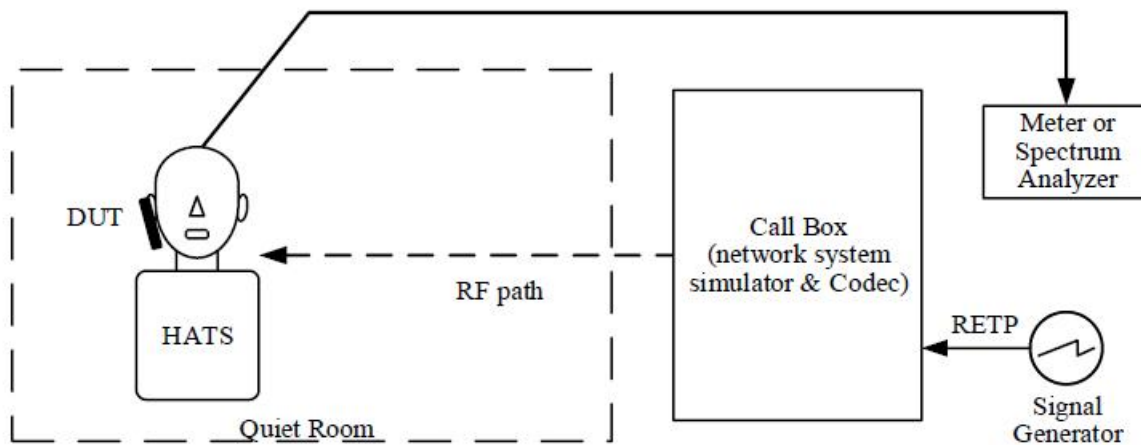 Meter or
Spectrum
Analyzer
DUT
Call Box
(network system
simulator & Codec)
RF path
RETP
HATS
Signal
Generator
Quiet Room